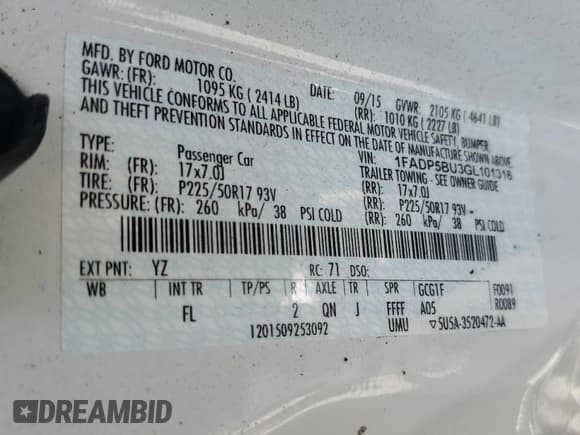 MFD. BY FORD MOTOR CO.
DATE: 09/15 GVWR: 2105 KG ( 4641 LB)
GAWR: (FR): 1095 KG ( 2414 LB) (RR): 1010 KG ( 2227 LB)
THIS VEHICLE CONFORMS TO ALL APPLICABLE FEDERAL MOTOR VEHICLE SAFETY, BUMPER
AND THEFT PREVENTION STANDARDS IN EFFECT ON THE DATE OF MANUFACTURE SHOWN ABOVE
VIN: 1FADP5BU3GL101316
TYPE: Passenger Car TRAILER TOWING - SEE OWNER GUIDE
RIM: (FR): 17x7.0J (RR): 17x7.0J
TIRE: (FR): P225/50R17 93V (RR): P225/50R17 93V
PRESSURE: (FR): 260 kPa/ 38 PSI COLD (RR): 260 kPa/ 38 PSI COLD
EXT PNT: YZ RC: 71 DSO:
WB INT TR TP/PS R AXLE TR SPR GCG1F F0091
FL 2 QN J FFFF A05 R0089
1201509253092 UMU ▽5U5A-3520472-AA
DREAMBID